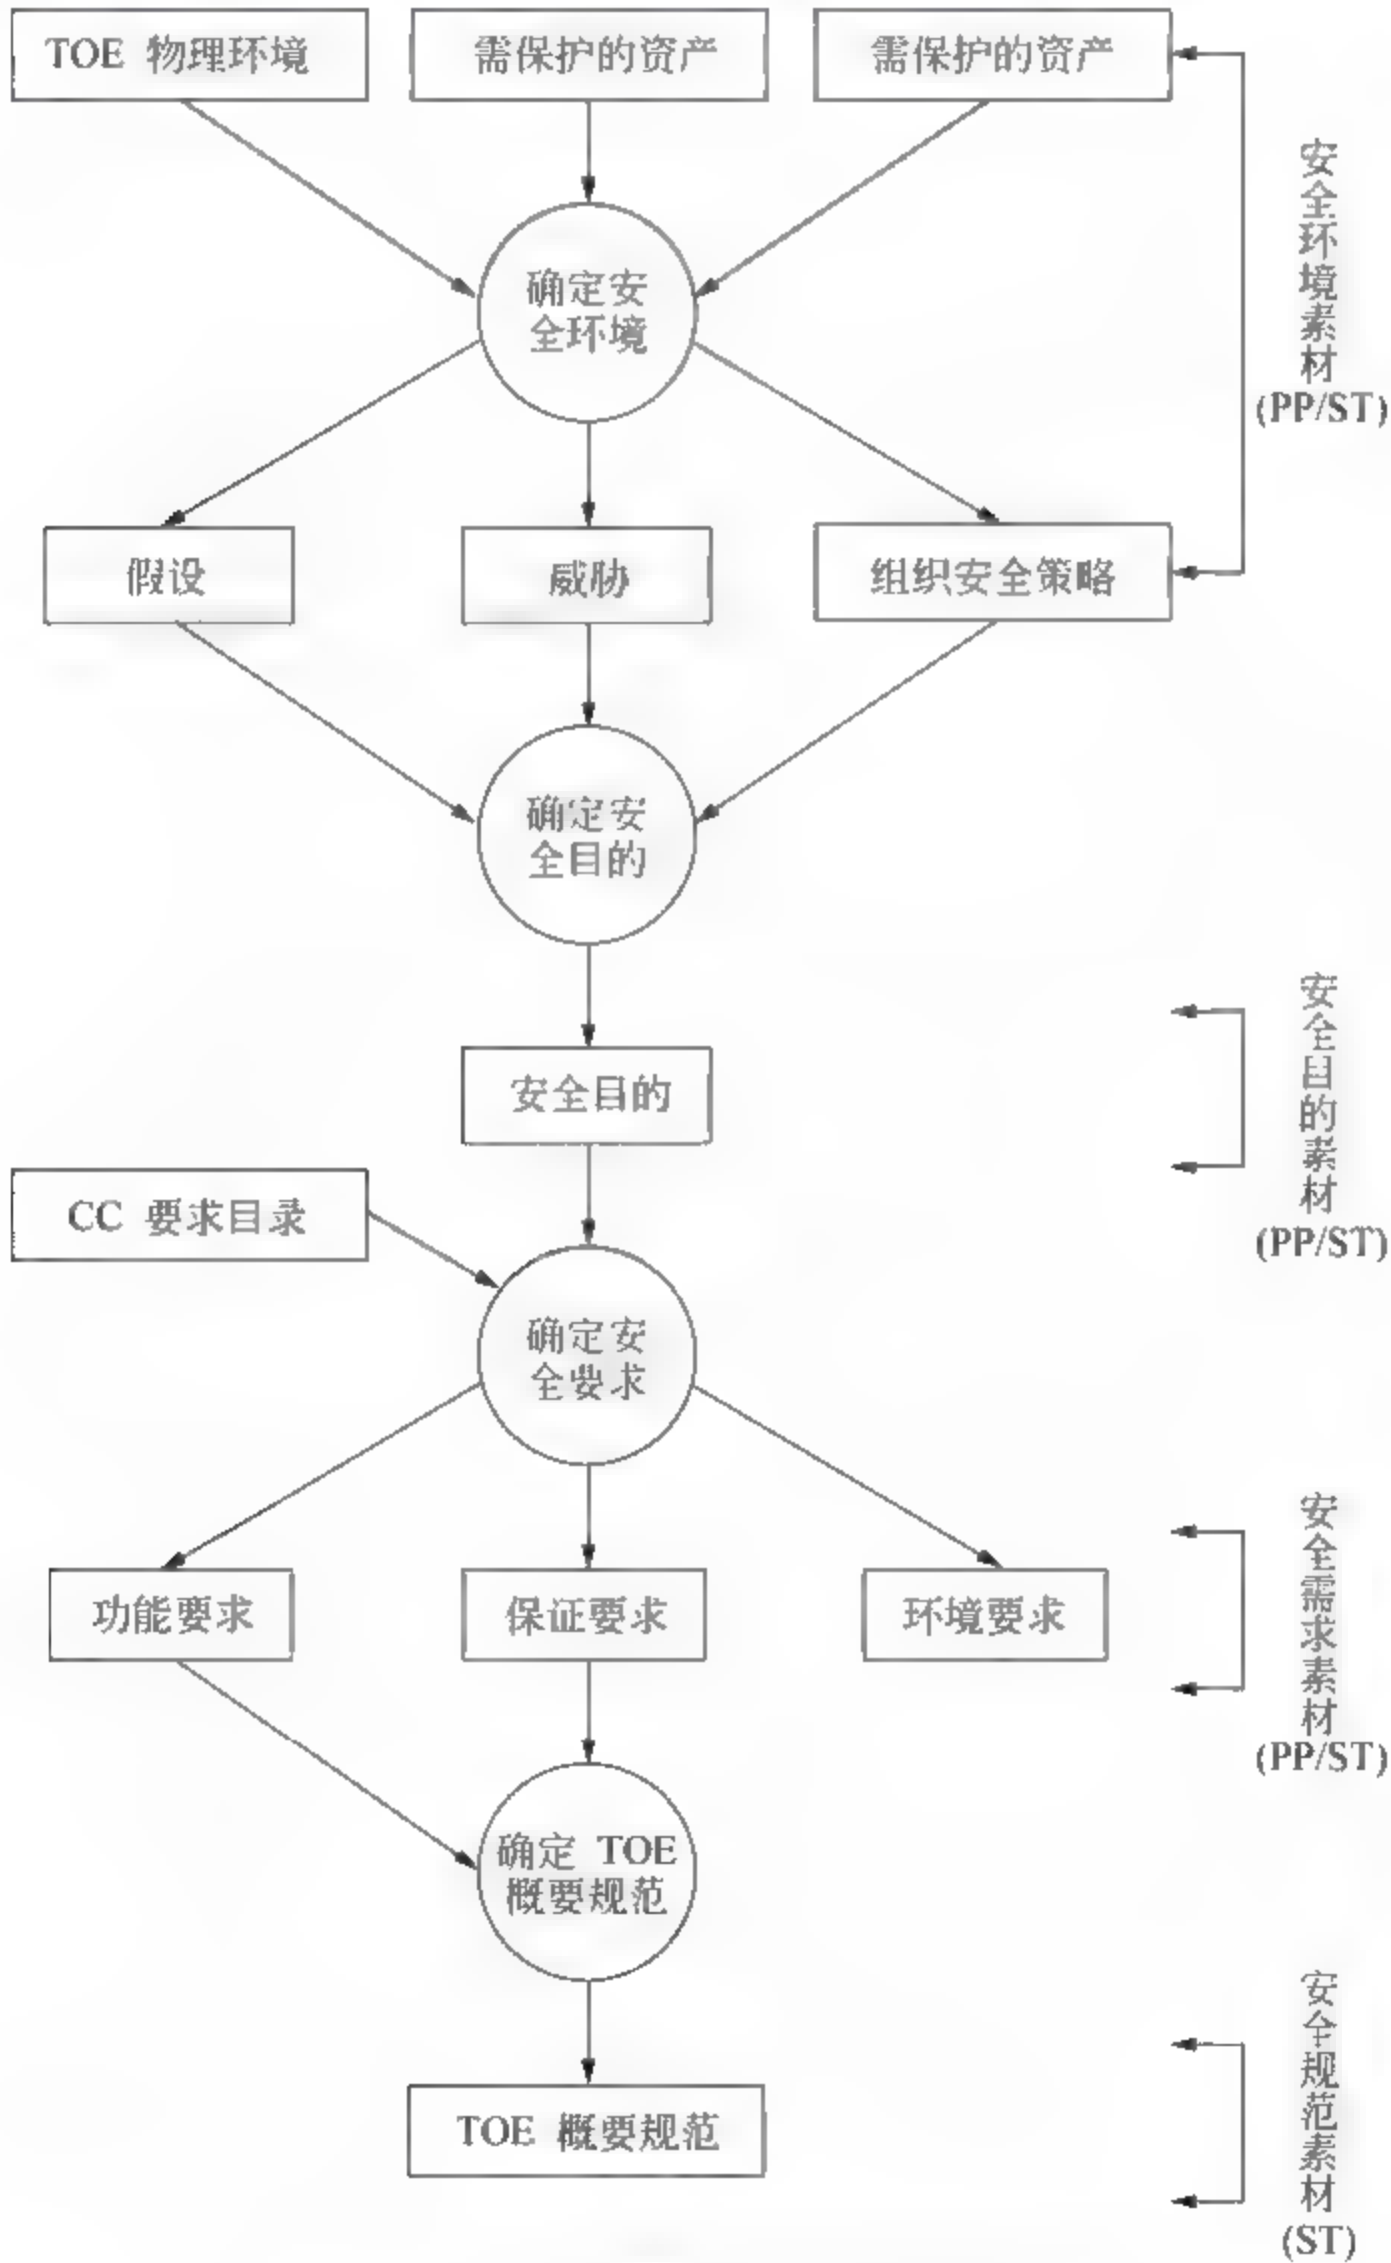 TOE 物理环境
需保护的资产
需保护的资产
安全环境素材
(PP/ST)
确定安
全环境
假设
威胁
组织安全策略
确定安
全目的
安全目的
安全目的素材
(PP/ST)
CC 要求目录
确定安
全要求
功能要求
保证要求
环境要求
安全需求素材
(PP/ST)
确定 TOE
概要规范
TOE 概要规范
安全规范素材
(ST)